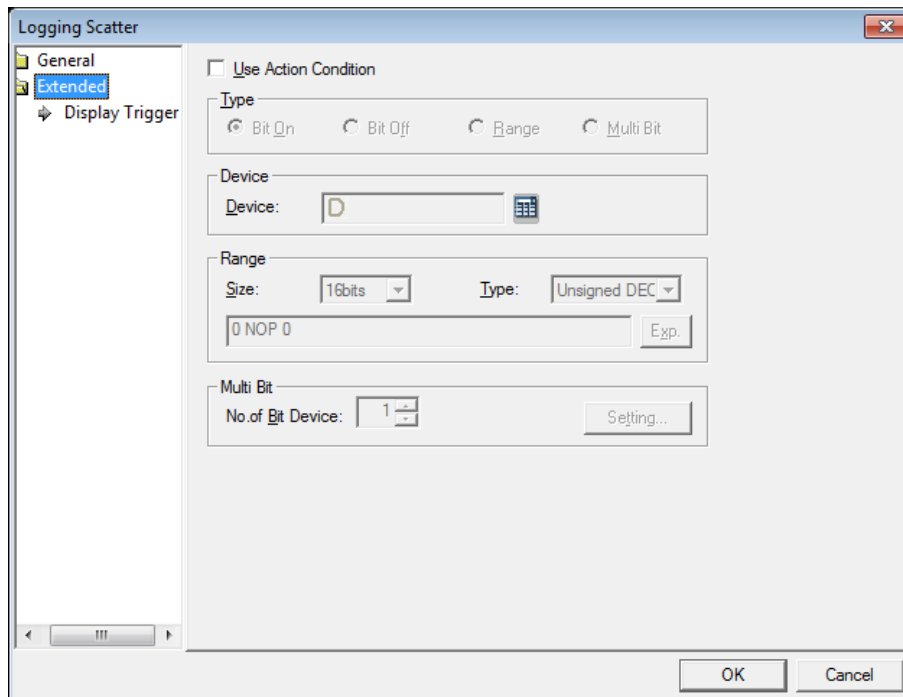 Logging Scatter
General
Extended
Display Trigger
Use Action Condition
Type
Bit On Bit Off Range Multi Bit
Device
Device: D
Range
Size: 16bits Type: Unsigned DEC
0 NOP 0 Exp.
Multi Bit
No.of Bit Device: 1 Setting...
OK Cancel